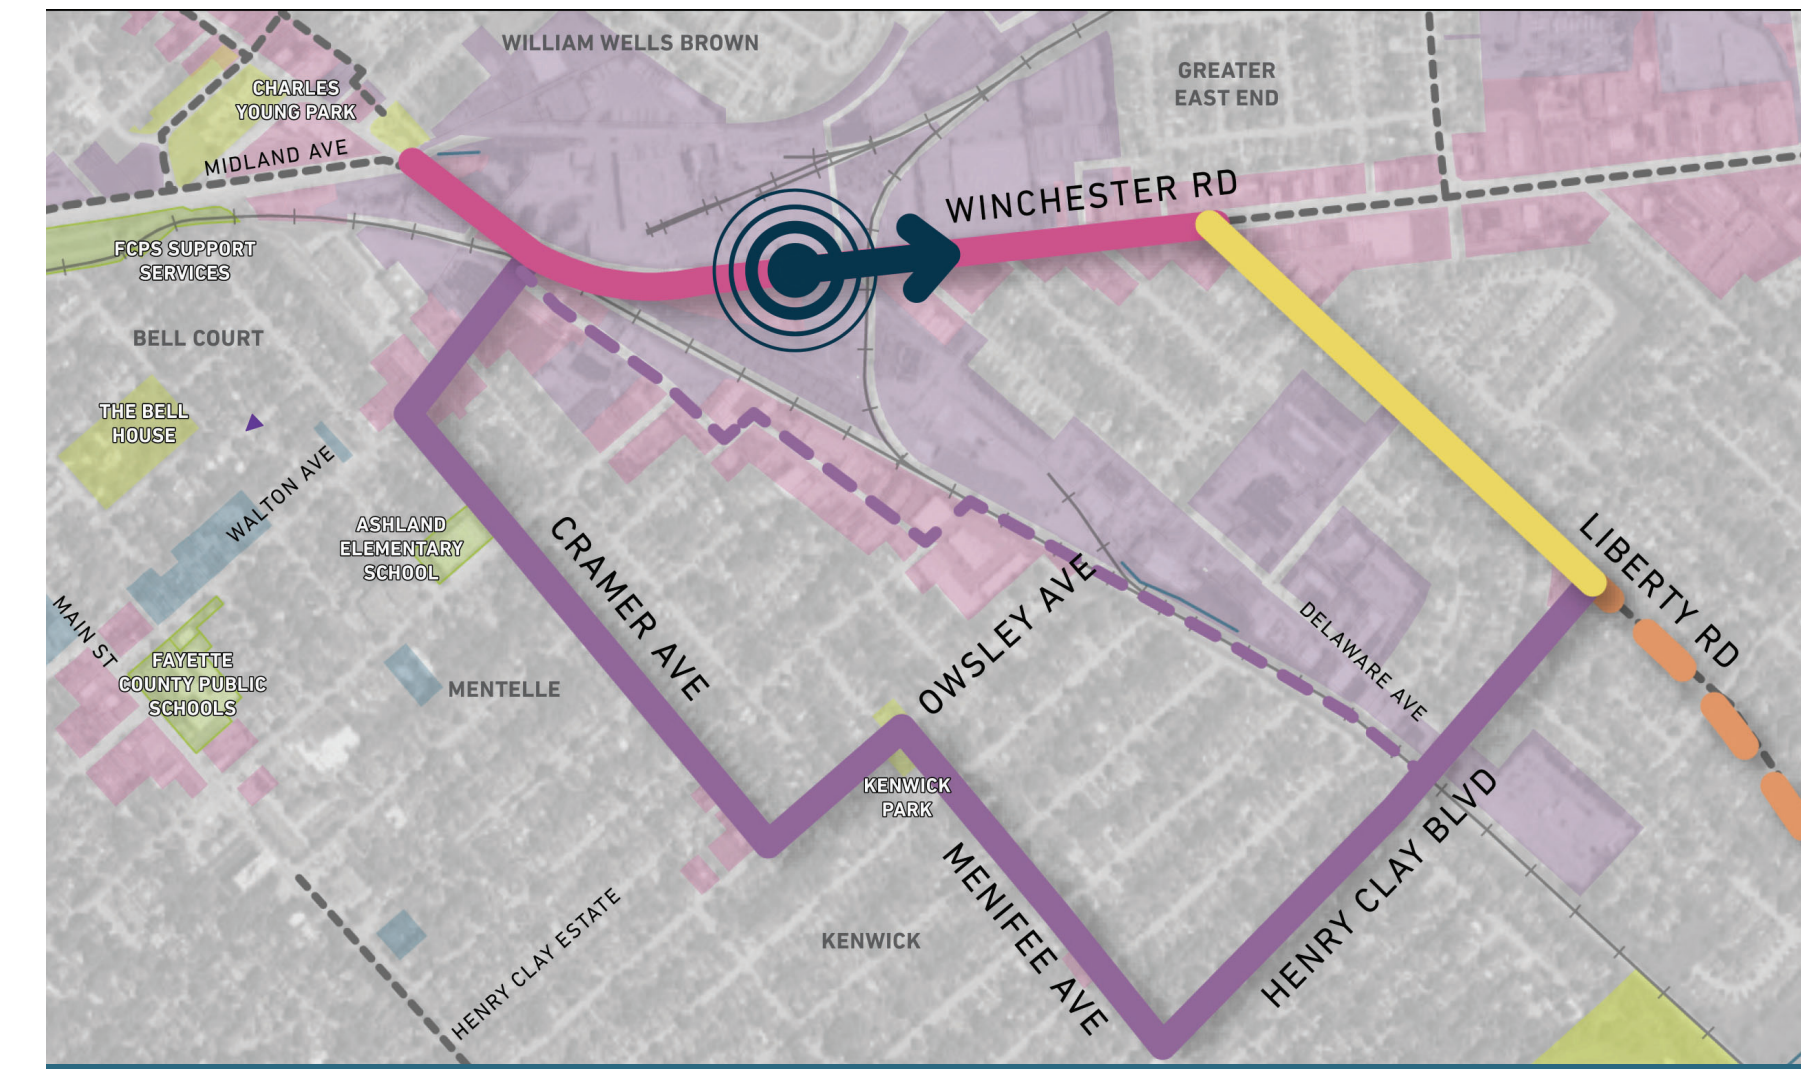 WILLIAM WELLS BROWN
GREATER
EAST END
CHARLES
YOUNG PARK
MIDLAND AVE
WINCHESTER RD
FCPS SUPPORT
SERVICES
BELL COURT
THE BELL
HOUSE
WALTON AVE
ASHLAND
ELEMENTARY
SCHOOL
CRAMER AVE
LIBERTY RD
MAIN ST
OWSLEY AVE
DELAWARE AVE
FAYETTE
COUNTY PUBLIC
SCHOOLS
MENTELLE
KENWICK
PARK
HENRY CLAY BLVD
MENIFEE AVE
HENRY CLAY ESTATE
KENWICK